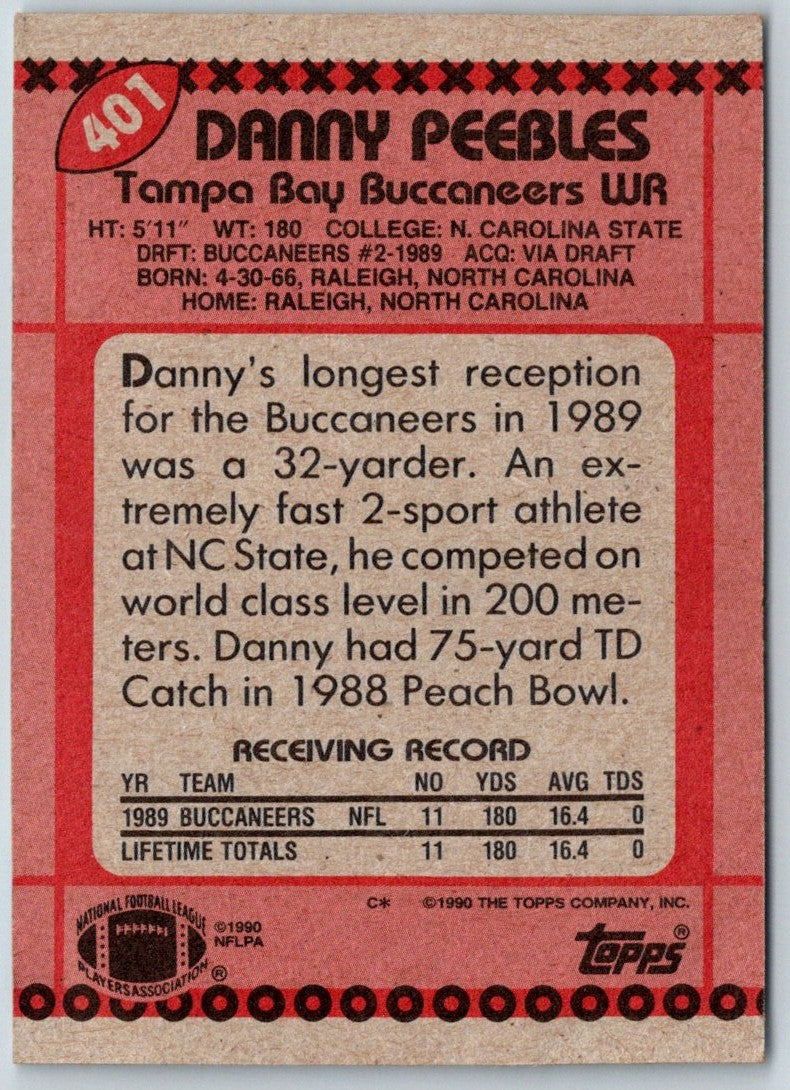 401
DANNY PEEBLES
Tampa Bay Buccaneers WR
HT: 5'11" WT: 180 COLLEGE: N. CAROLINA STATE
DRFT: BUCCANEERS #2-1989 ACQ: VIA DRAFT
BORN: 4-30-66, RALEIGH, NORTH CAROLINA
HOME: RALEIGH, NORTH CAROLINA
Danny's longest reception
for the Buccaneers in 1989
was a 32-yarder. An ex-
tremely fast 2-sport athlete
at NC State, he competed on
world class level in 200 me-
ters. Danny had 75-yard TD
Catch in 1988 Peach Bowl.
RECEIVING RECORD
YR TEAM NO YDS AVG TDS
1989 BUCCANEERS NFL 11 180 16.4 0
LIFETIME TOTALS 11 180 16.4 0
C* ©1990 THE TOPPS COMPANY, INC.
NATIONAL FOOTBALL LEAGUE
PLAYERS ASSOCIATION ®
©1990
NFLPA
topps ®